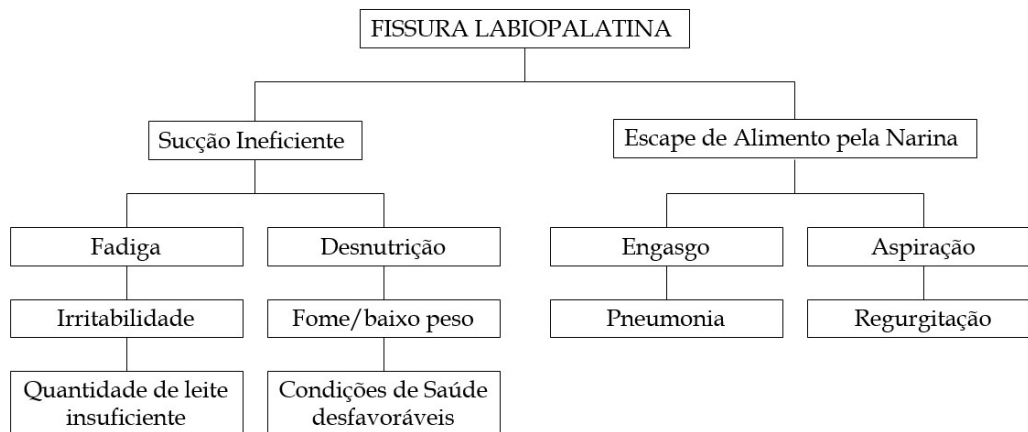 FISSURA LABIOPALATINA
Sucção Ineficiente
Escape de Alimento pela Narina
Fadiga
Desnutrição
Engasgo
Aspiração
Irritabilidade
Fome/baixo peso
Pneumonia
Regurgitação
Quantidade de leite
insuficiente
Condições de Saúde
desfavoráveis